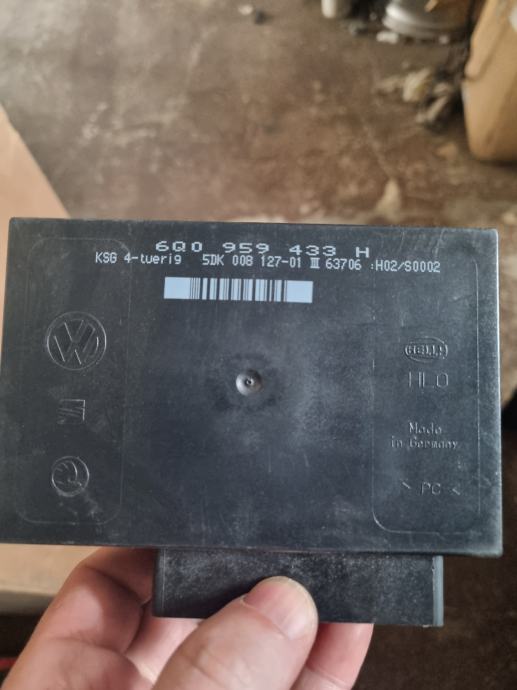 6Q0 959 433 H
KSG 4-tuerig 5DK 008 127-01 III 63706 :H02/S0002
HELLA
HLO
Made
in Germany
> PC <